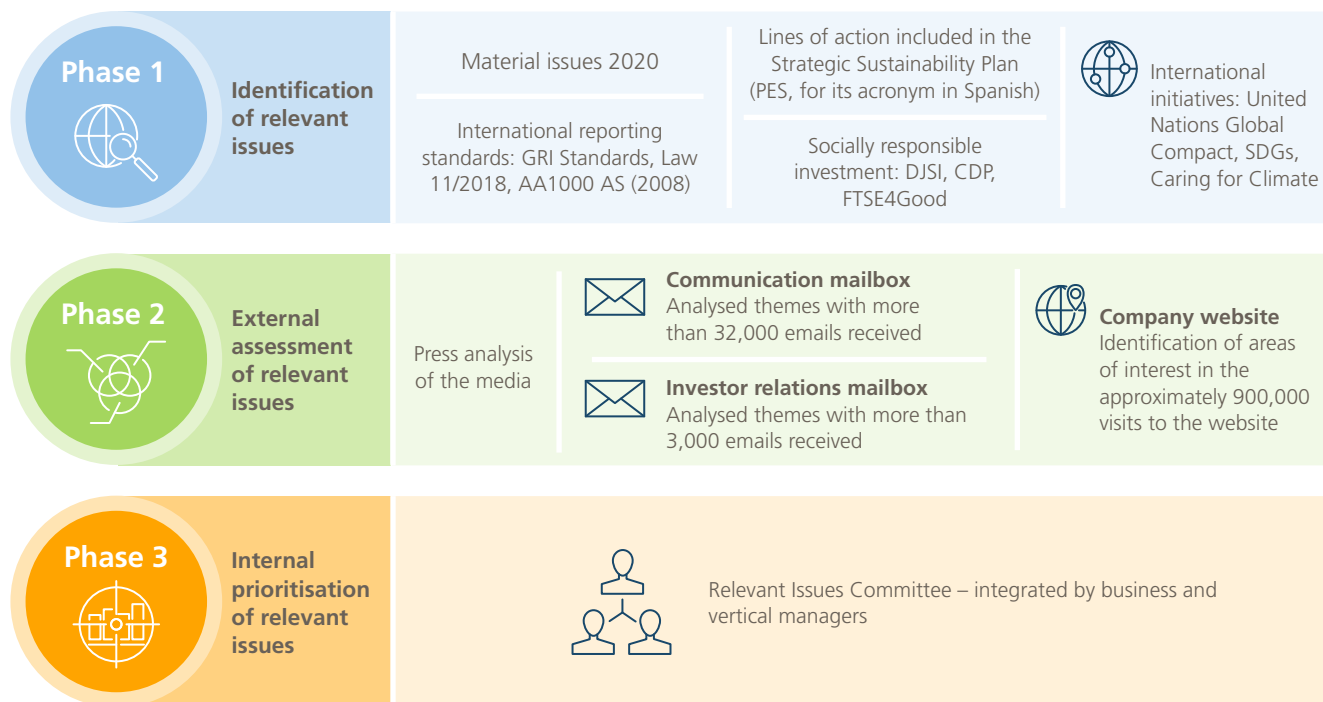 Phase 1
Identification
of relevant
issues
Material issues 2020
International reporting
standards: GRI Standards, Law
11/2018, AA1000 AS (2008)
Lines of action included in the
Strategic Sustainability Plan
(PES, for its acronym in Spanish)
Socially responsible
investment: DJSI, CDP,
FTSE4Good
International
initiatives: United
Nations Global
Compact, SDGs,
Caring for Climate
Phase 2
External
assessment
of relevant
issues
Press analysis
of the media
Communication mailbox
Analysed themes with more
than 32,000 emails received
Investor relations mailbox
Analysed themes with more than
3,000 emails received
Company website
Identification of areas
of interest in the
approximately 900,000
visits to the website
Phase 3
Internal
prioritisation
of relevant
issues
Relevant Issues Committee – integrated by business and
vertical managers